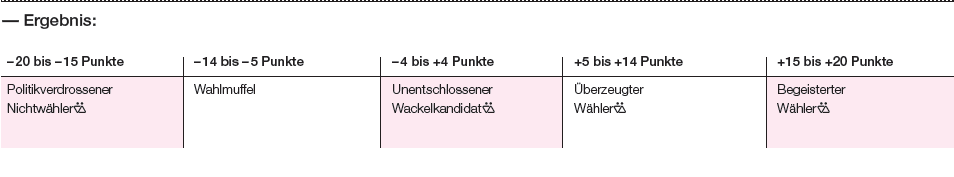 — Ergebnis:
–20 bis –15 Punkte
–14 bis –5 Punkte
–4 bis +4 Punkte
+5 bis +14 Punkte
+15 bis +20 Punkte
Politikverdrossener
Nichtwähler
Wahlmuffel
Unentschlossener
Wackelkandidat
Überzeugter
Wähler
Begeisterter
Wähler